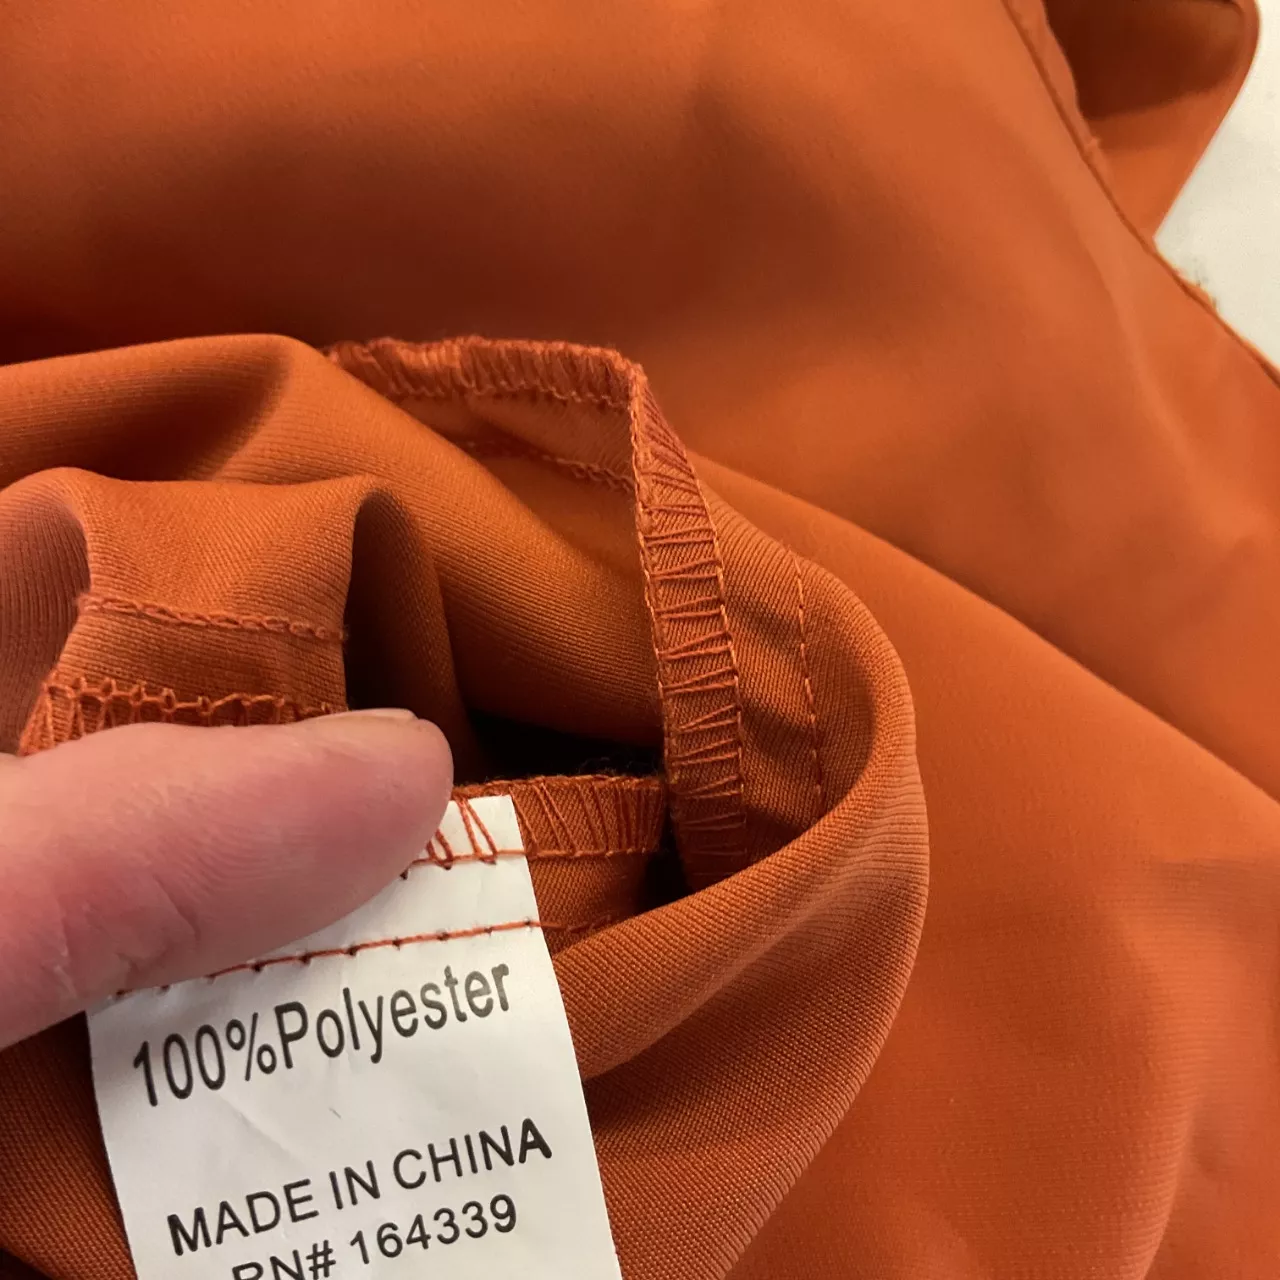 100%Polyester
MADE IN CHINA
RN# 164339